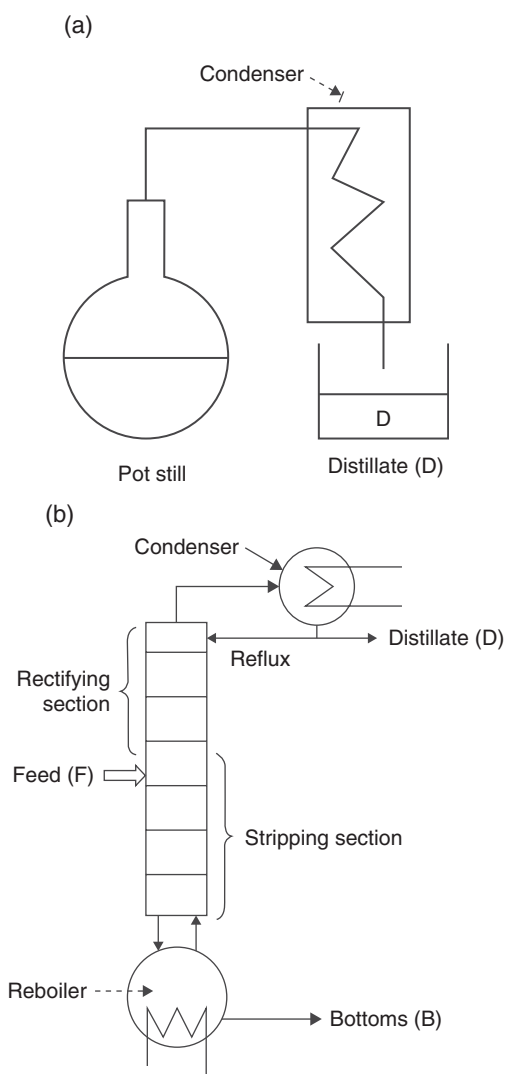 (a)
Condenser
D
Pot still
Distillate (D)
(b)
Condenser
Distillate (D)
Reflux
Rectifying
section
Feed (F)
Stripping section
Reboiler
Bottoms (B)